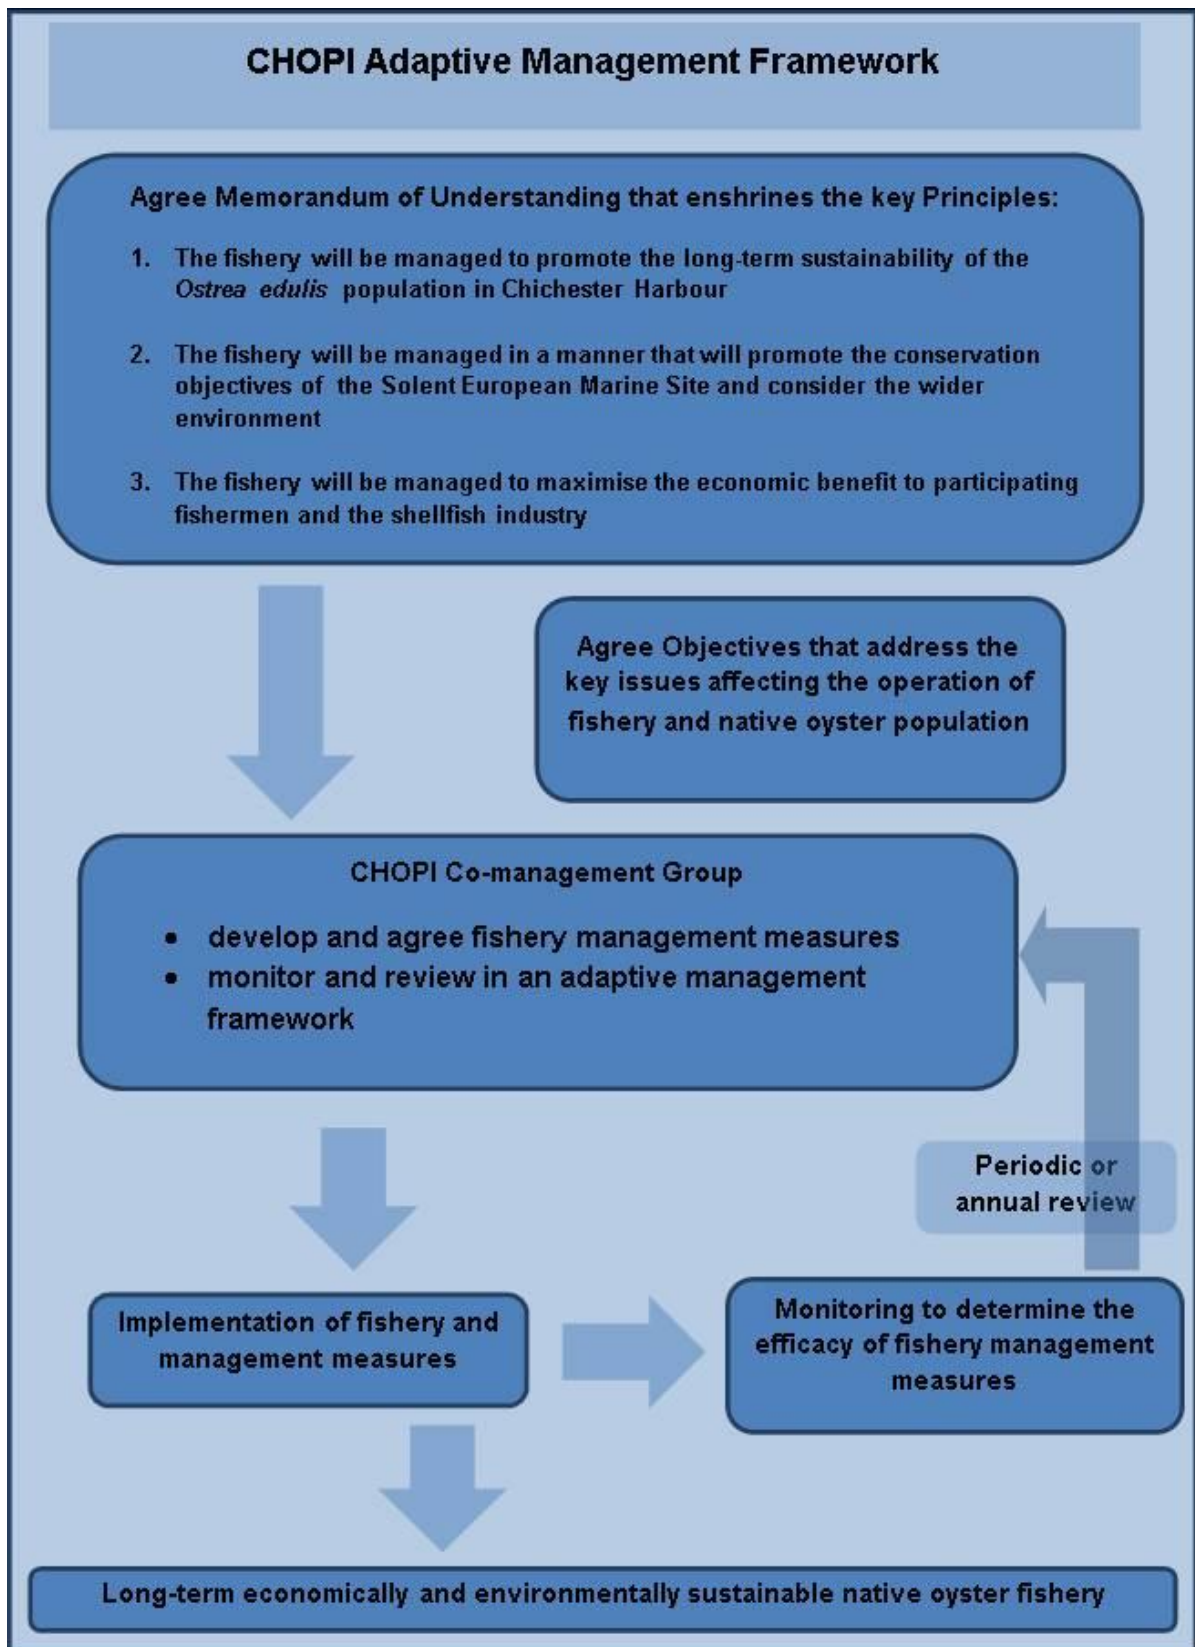 CHOPI Adaptive Management Framework
Agree Memorandum of Understanding that enshrines the key Principles:
1. The fishery will be managed to promote the long-term sustainability of the
Ostrea edulis population in Chichester Harbour
2. The fishery will be managed in a manner that will promote the conservation
objectives of the Solent European Marine Site and consider the wider
environment
3. The fishery will be managed to maximise the economic benefit to participating
fishermen and the shellfish industry
Agree Objectives that address the
key issues affecting the operation of
fishery and native oyster population
CHOPI Co-management Group
• develop and agree fishery management measures
• monitor and review in an adaptive management
framework
Periodic or
annual review
Implementation of fishery and
management measures
Monitoring to determine the
efficacy of fishery management
measures
Long-term economically and environmentally sustainable native oyster fishery